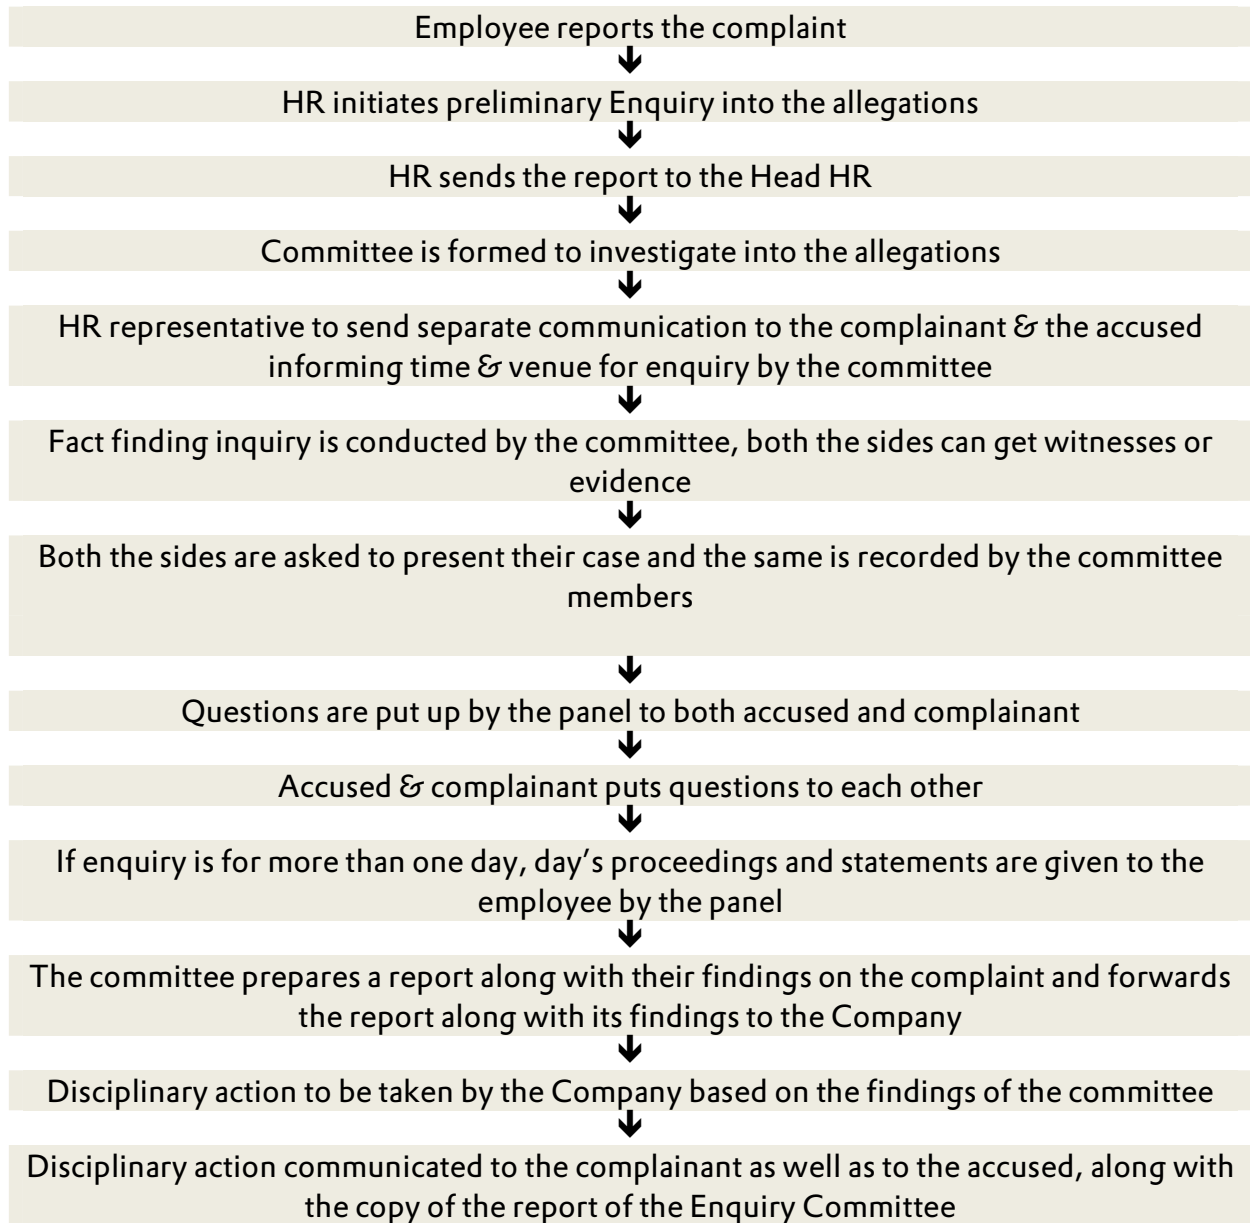 Employee reports the complaint
HR initiates preliminary Enquiry into the allegations
HR sends the report to the Head HR
Committee is formed to investigate into the allegations
HR representative to send separate communication to the complainant & the accused
informing time & venue for enquiry by the committee
Fact finding inquiry is conducted by the committee, both the sides can get witnesses or
evidence
Both the sides are asked to present their case and the same is recorded by the committee
members
Questions are put up by the panel to both accused and complainant
Accused & complainant puts questions to each other
If enquiry is for more than one day, day’s proceedings and statements are given to the
employee by the panel
The committee prepares a report along with their findings on the complaint and forwards
the report along with its findings to the Company
Disciplinary action to be taken by the Company based on the findings of the committee
Disciplinary action communicated to the complainant as well as to the accused, along with
the copy of the report of the Enquiry Committee